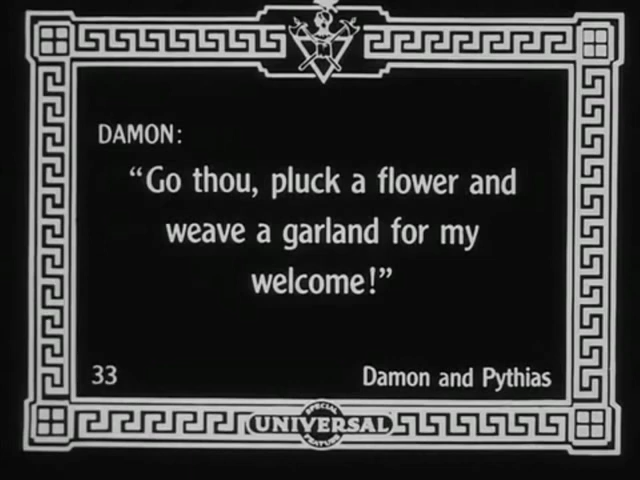 DAMON:
“Go thou, pluck a flower and
weave a garland for my
welcome!”
33
Damon and Pythias
SPECIAL
UNIVERSAL
FEATURE